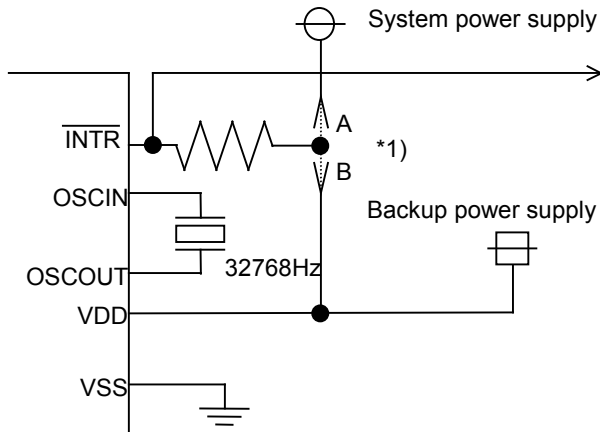 System power supply
A
INTR
*1)
B
OSCIN
Backup power supply
32768Hz
OSCOUT
VDD
VSS